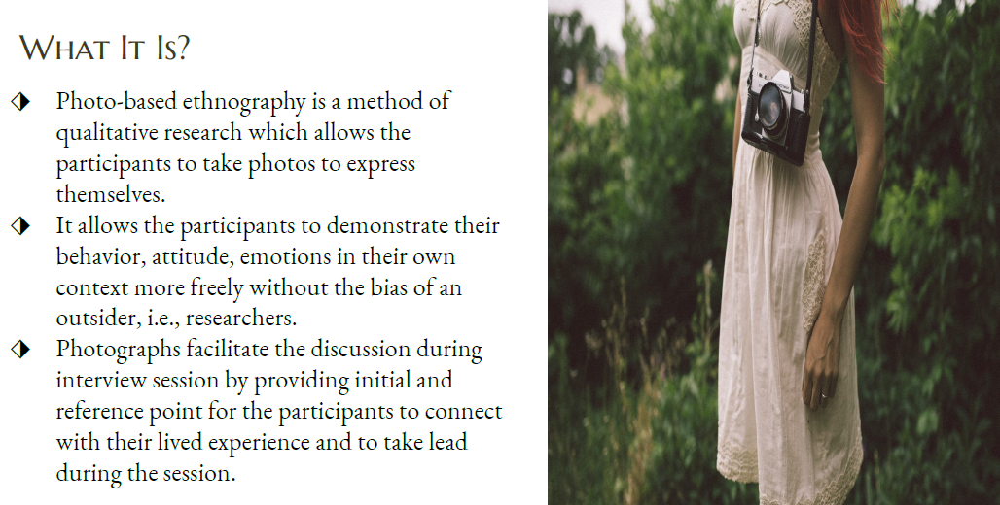 What It Is?
Photo-based ethnography is a method of
qualitative research which allows the
participants to take photos to express
themselves.
It allows the participants to demonstrate their
behavior, attitude, emotions in their own
context more freely without the bias of an
outsider, i.e., researchers.
Photographs facilitate the discussion during
interview session by providing initial and
reference point for the participants to connect
with their lived experience and to take lead
during the session.